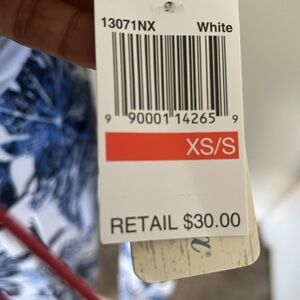 13071NX White
9 90001 14265 9
XS/S
RETAIL $30.00